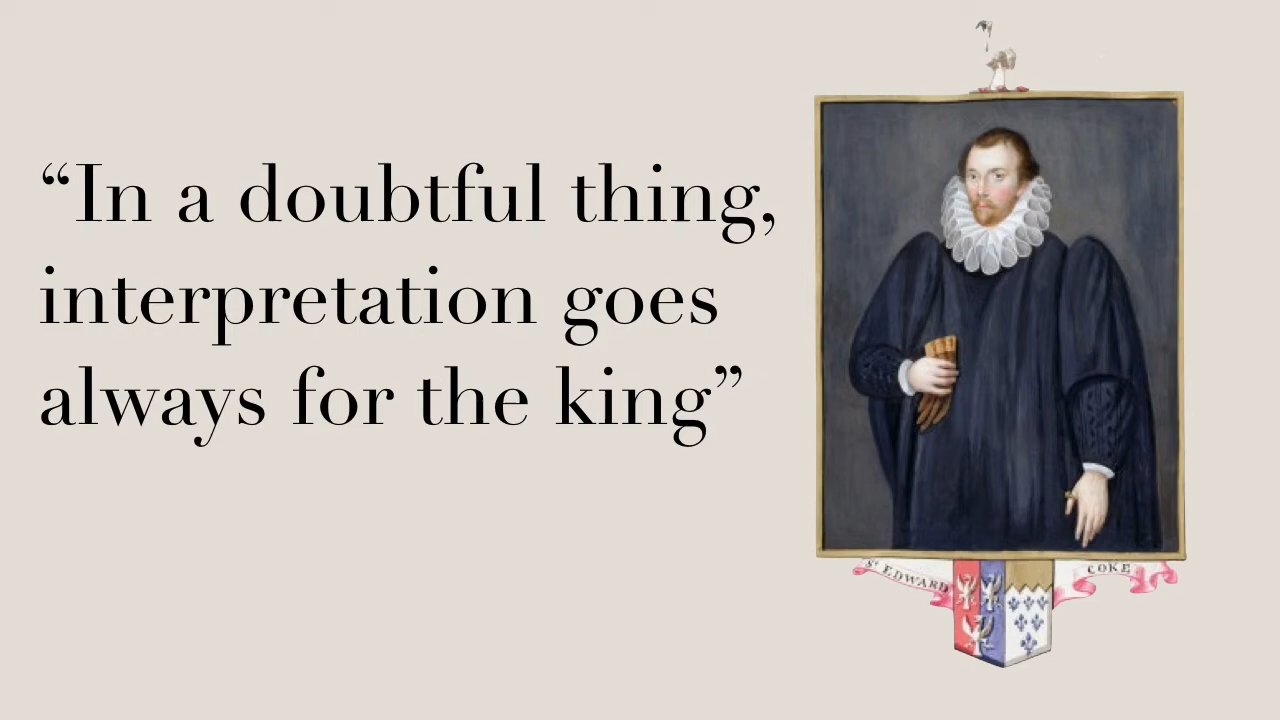 “In a doubtful thing,
interpretation goes
always for the king”
Sr EDWARD
COKE